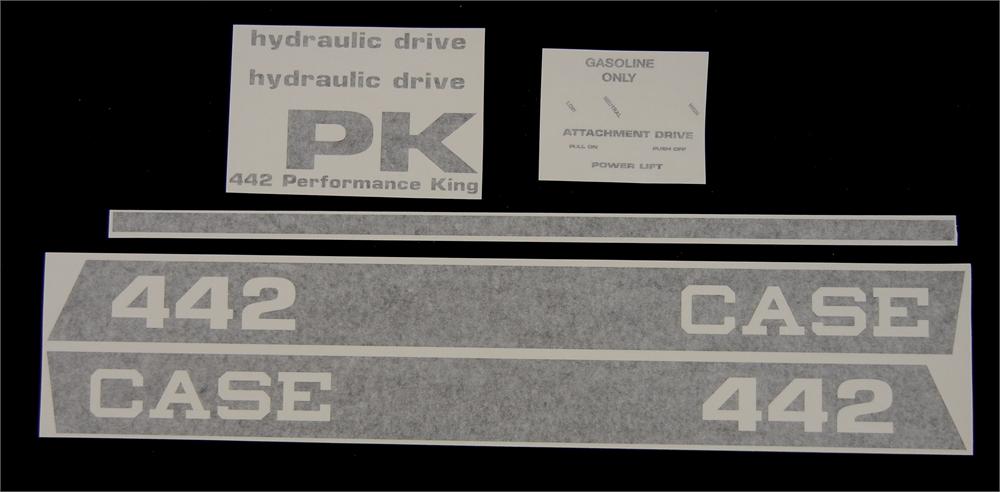 hydraulic drive
hydraulic drive
PK
442 Performance King
GASOLINE
ONLY
LOW NEUTRAL HIGH
ATTACHMENT DRIVE
PULL ON PUSH OFF
POWER LIFT
442 CASE
CASE 442